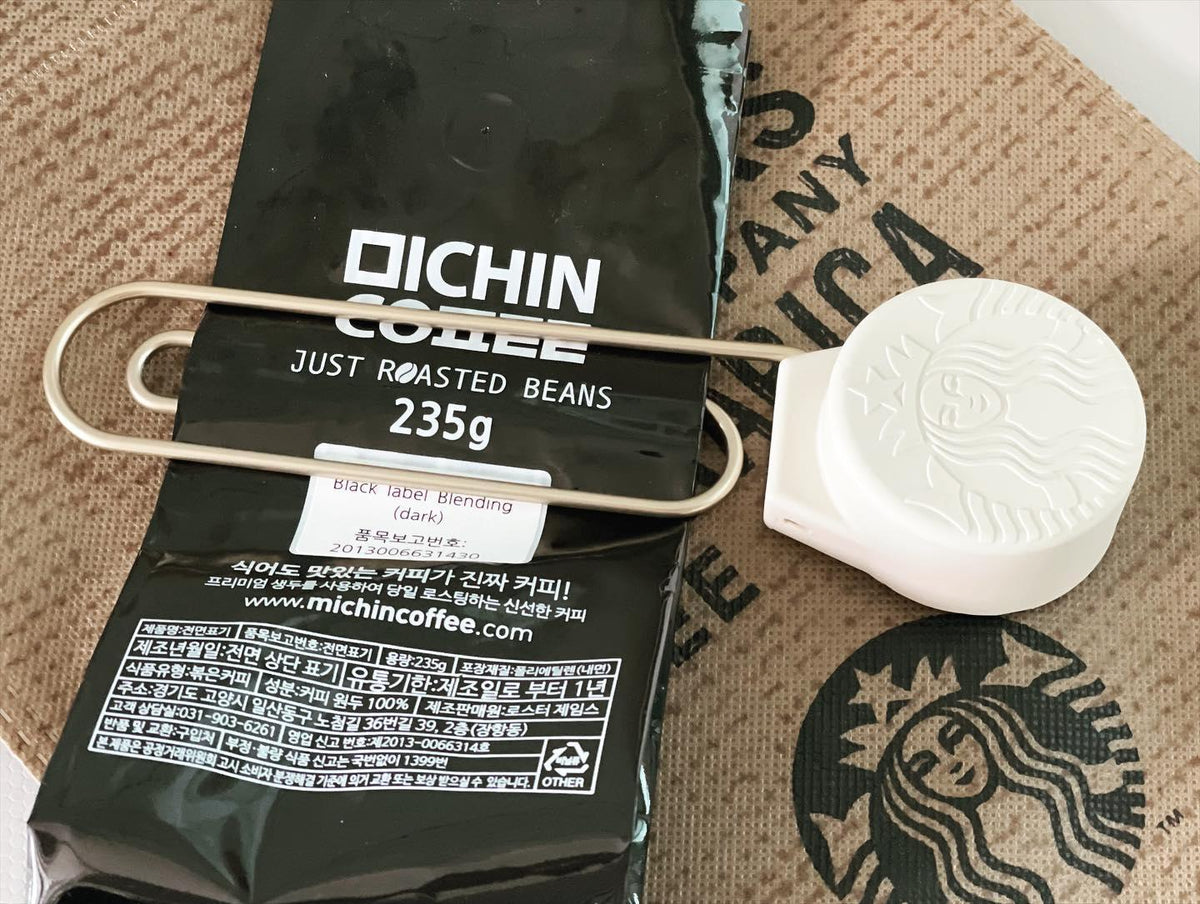 ㅁICHIN
COFFEE
JUST ROASTED BEANS
235g
Black label Blending
(dark)
품목보고번호:
2013006631430
식어도 맛있는 커피가 진짜 커피!
프리미엄 생두를 사용하여 당일 로스팅하는 신선한 커피
www.michincoffee.com
제품명:전면표기 품목보고번호:전면표기 용량:235g 포장재질:폴리에틸렌(내면)
제조년월일:전면 상단 표기 유통기한:제조일로 부터 1년
식품유형:볶은커피 성분:커피 원두 100% 제조판매원:로스터 제임스
주소:경기도 고양시 일산동구 노첨길 36번길 39, 2층(장항동)
고객 상담실:031-903-6261 영업 신고 번호:제2013-0066314호
반품 및 교환:구입처 부정·불량 식품 신고는 국번없이 1399번
본 제품은 공정거래위원회 고시 소비자 분쟁해결 기준에 의거 교환 또는 보상 받으실 수 있습니다.
OTHER
PANY
TM